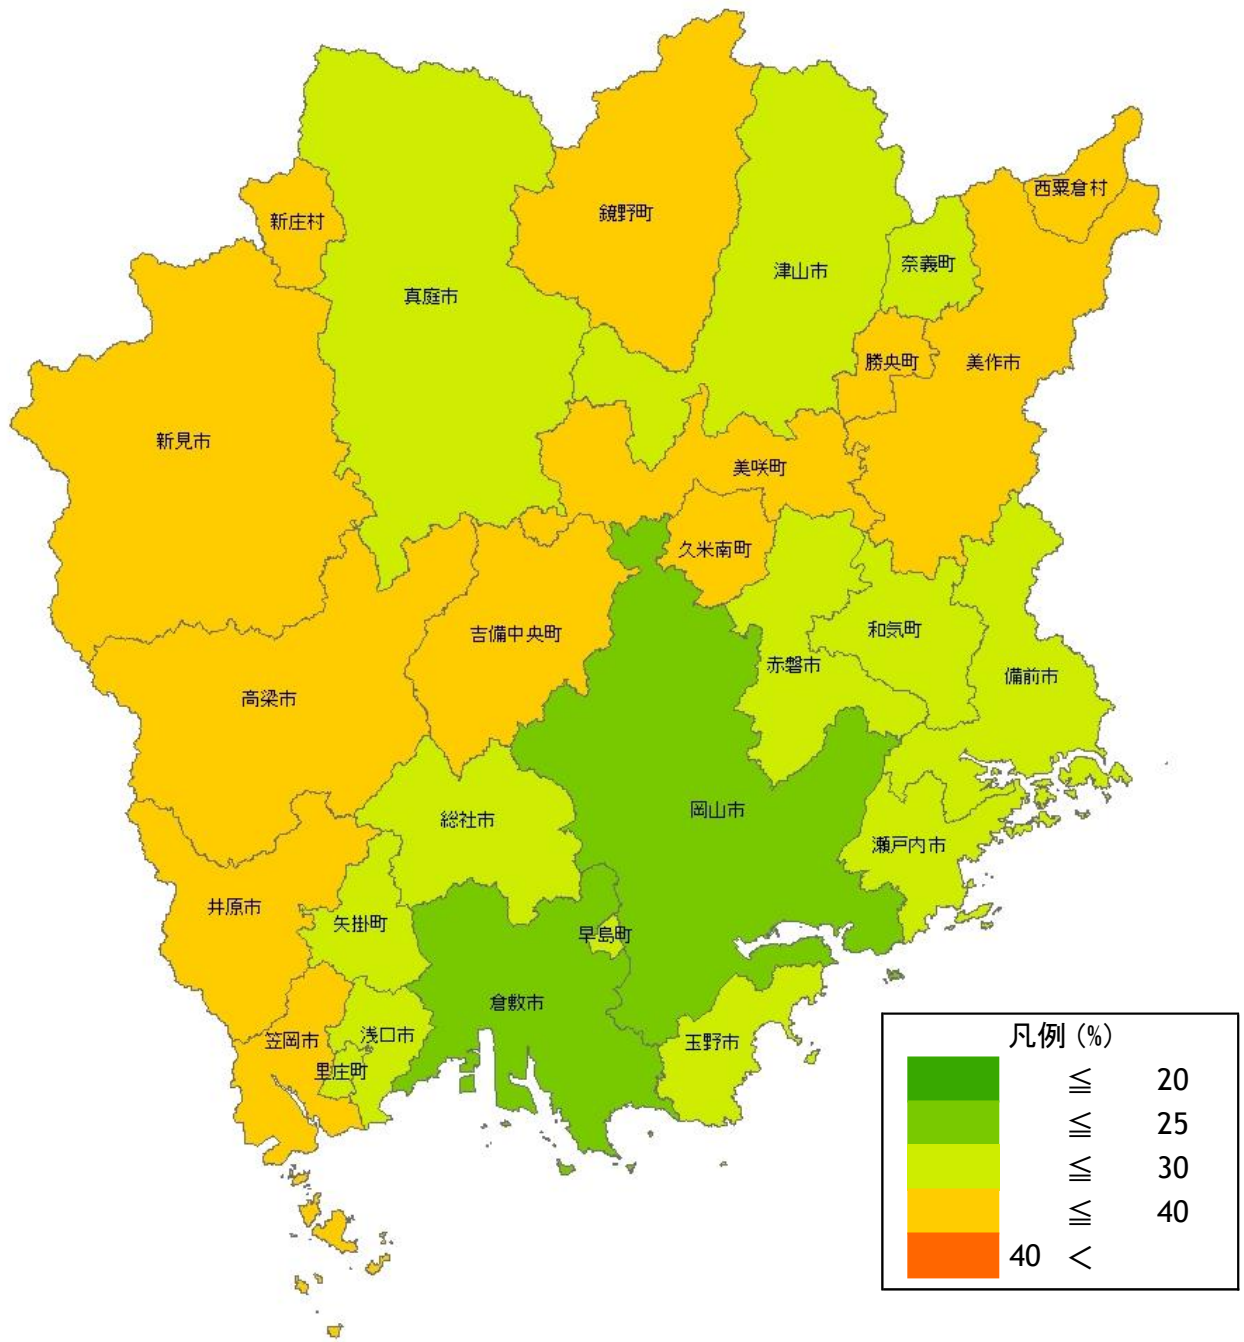 西粟倉村
鏡野町
新庄村
奈義町
津山市
真庭市
勝央町
美作市
新見市
美咲町
久米南町
和気町
吉備中央町
赤磐市
備前市
高梁市
岡山市
総社市
瀬戸内市
井原市
矢掛町
早島町
倉敷市
浅口市
笠岡市
玉野市
里庄町
凡例 (%)
≦ 20
≦ 25
≦ 30
≦ 40
40 <